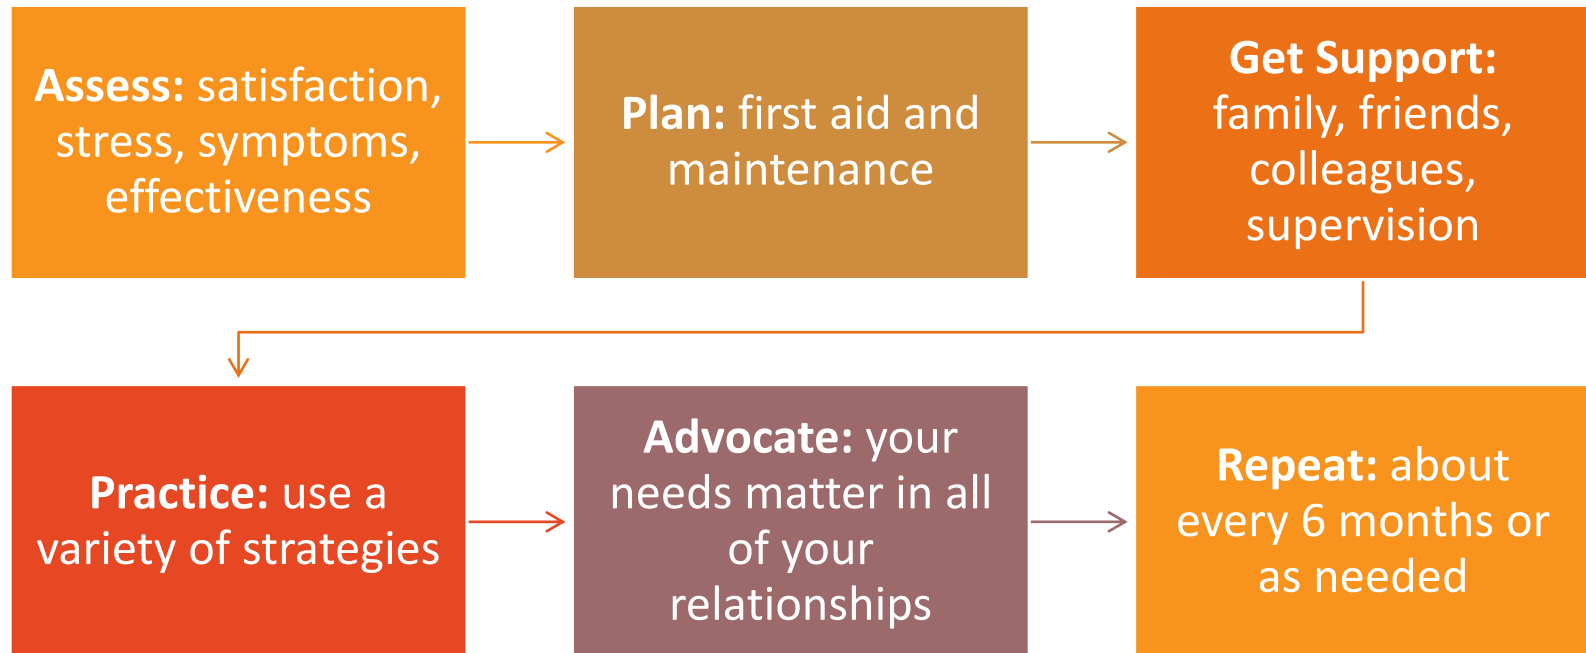 Assess: satisfaction,
stress, symptoms,
effectiveness
Plan: first aid and
maintenance
Get Support:
family, friends,
colleagues,
supervision
Practice: use a
variety of strategies
Advocate: your
needs matter in all
of your
relationships
Repeat: about
every 6 months or
as needed